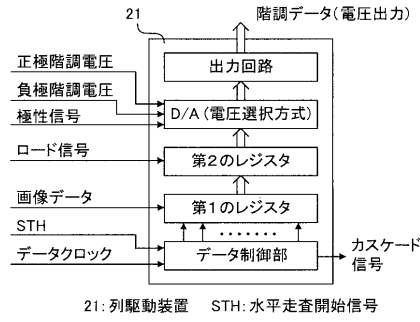 階調データ(電圧出力)
21
出力回路
正極階調電圧
負極階調電圧
極性信号
D/A(電圧選択方式)
ロード信号
第2のレジスタ
画像データ
第1のレジスタ
STH
データクロック
データ制御部
カスケード
信号
21:列駆動装置 STH:水平走査開始信号